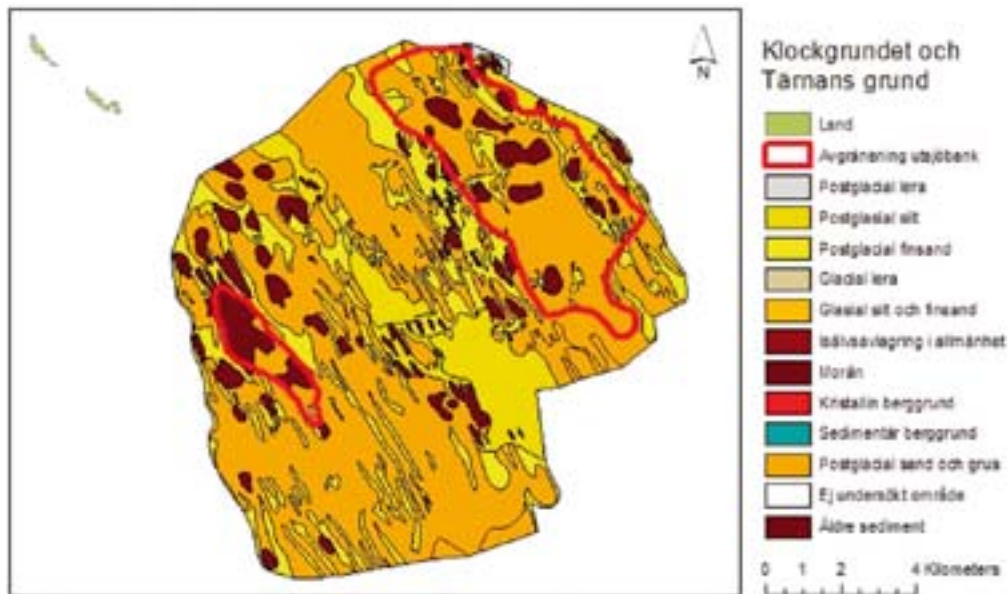 N
Klockgrundet och
Tärnans grund
Land
Avgränsning utsjöbank
Postglacial lera
Postglasial silt
Postglacial finsand
Glacial lera
Glasial silt och finsand
Isälvsavlagring i allmänhet
Morän
Kristallin berggrund
Sedimentär berggrund
Postglacial sand och grus
Ej undersökt område
Äldre sediment
0 1 2 4 Kilometers